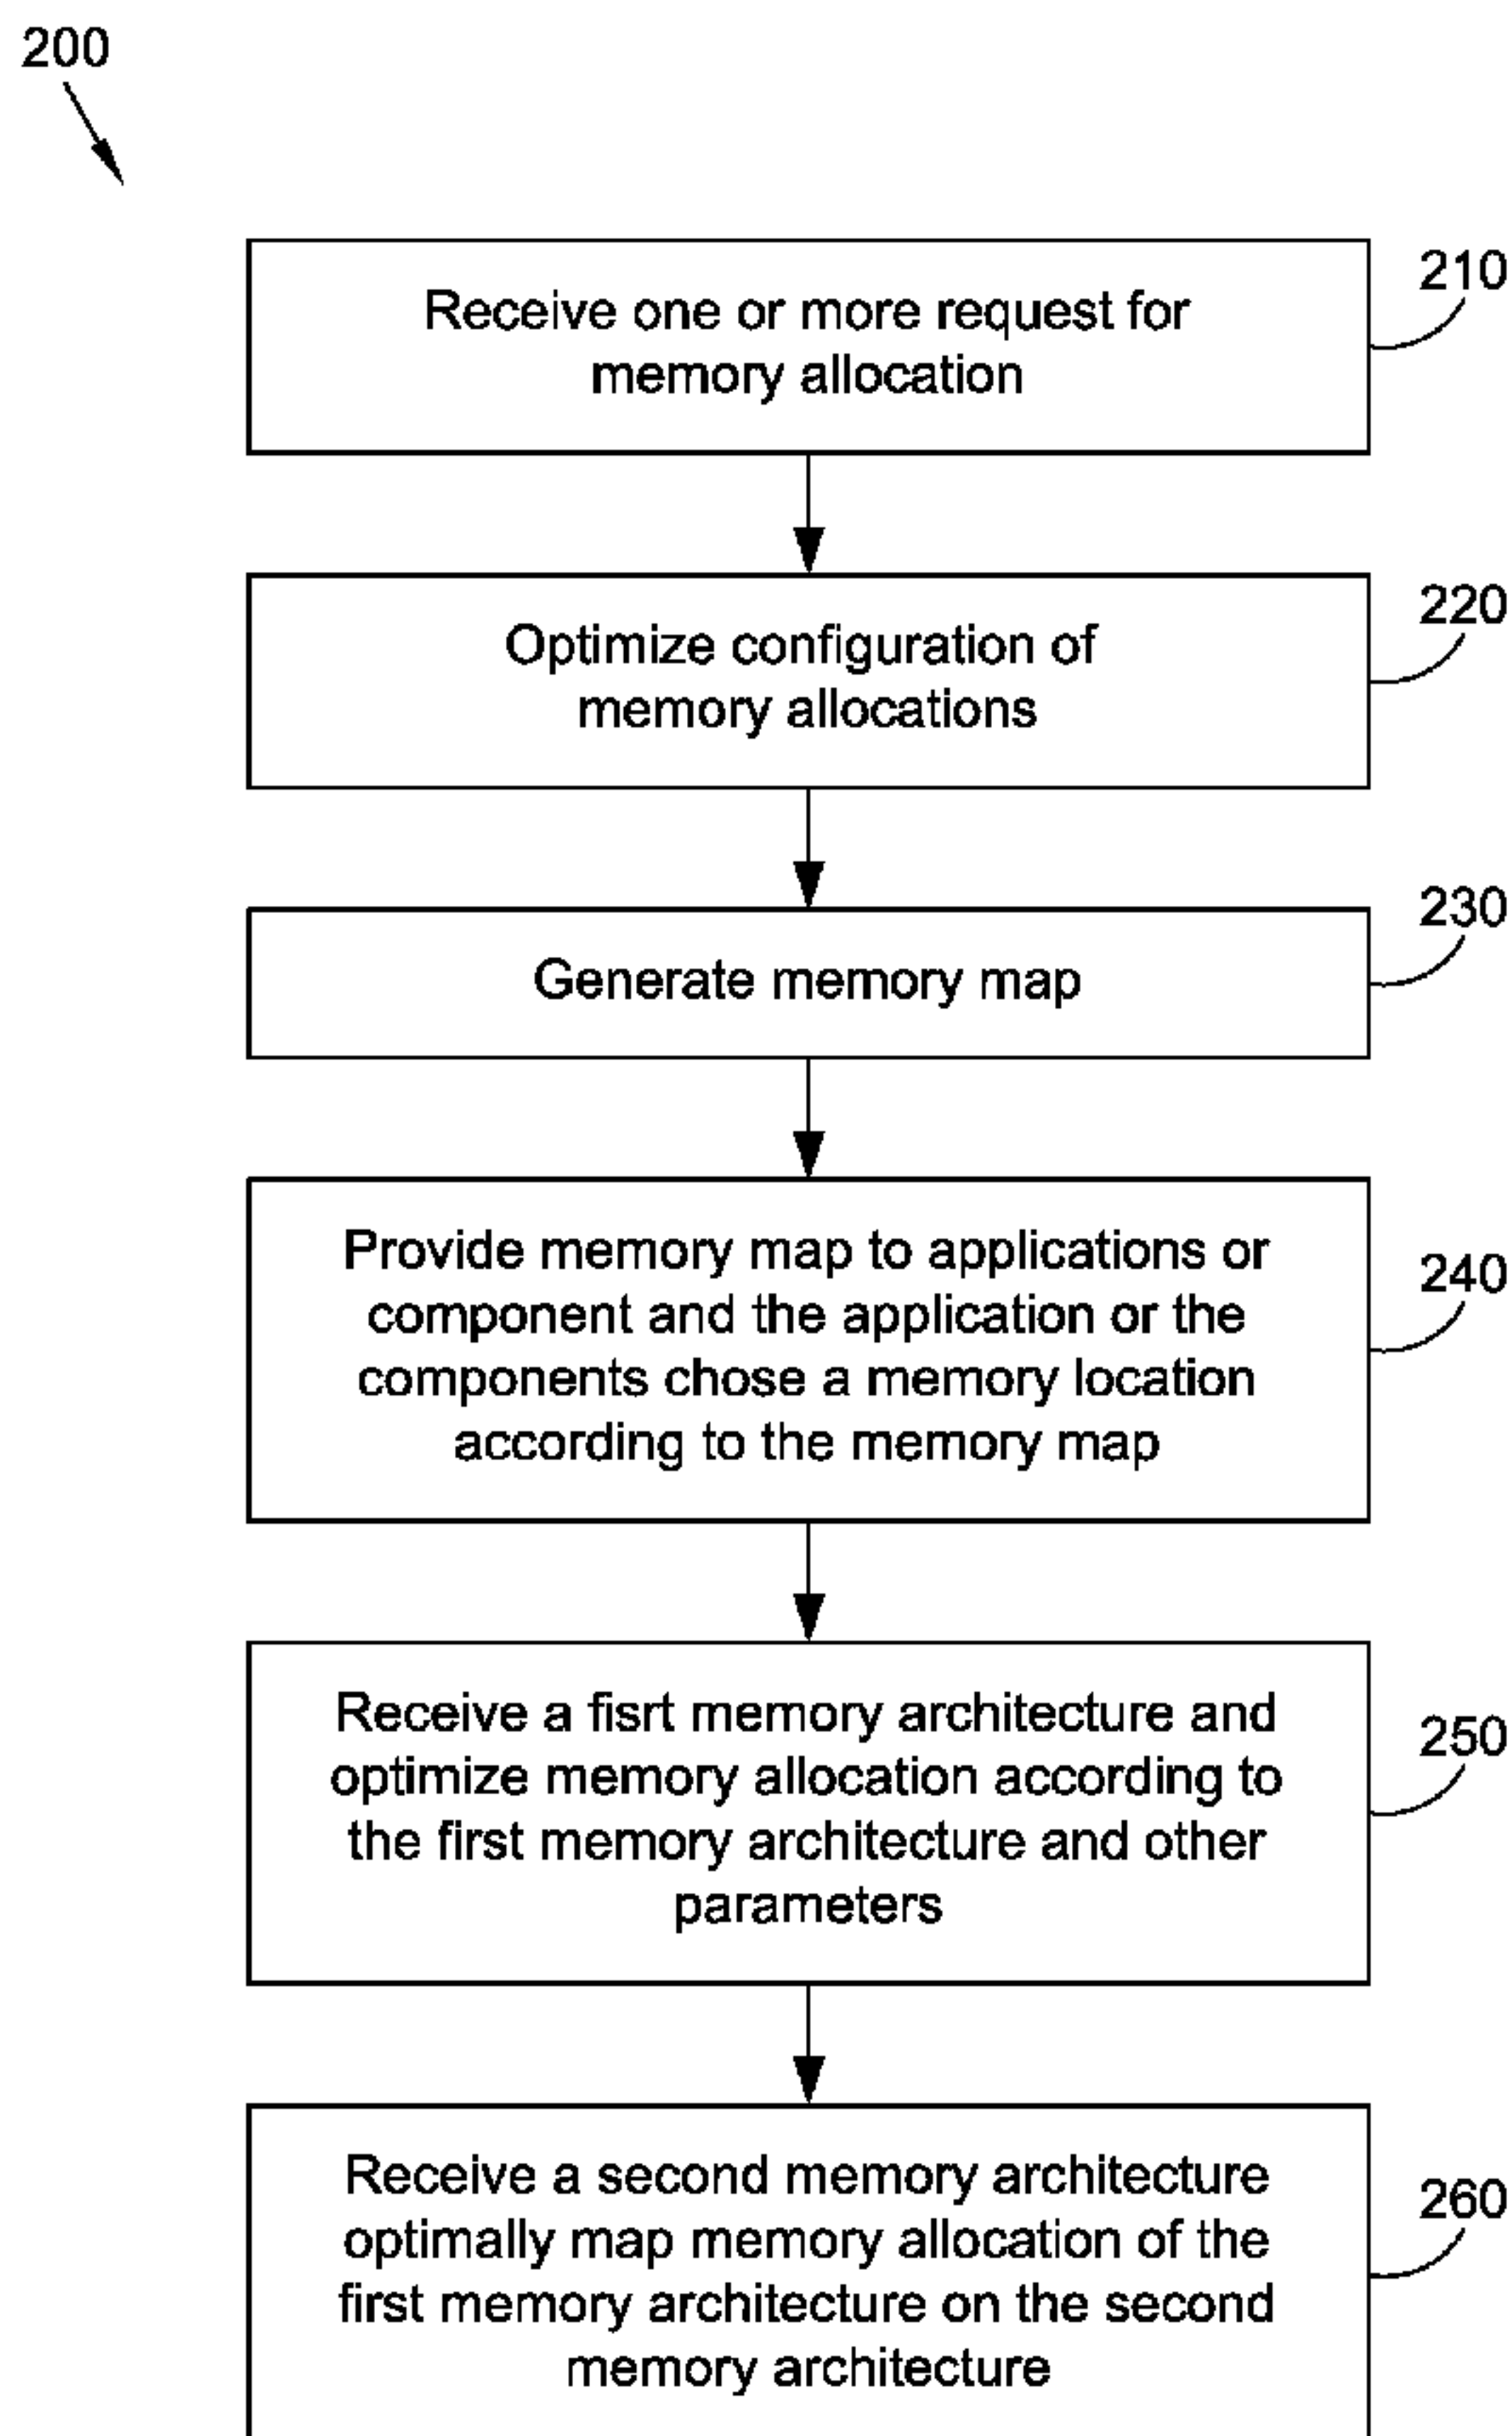 200
210
Receive one or more request for
memory allocation
220
Optimize configuration of
memory allocations
230
Generate memory map
240
Provide memory map to applications or
component and the application or the
components chose a memory location
according to the memory map
250
Receive a fisrt memory architecture and
optimize memory allocation according to
the first memory architecture and other
parameters
260
Receive a second memory architecture
optimally map memory allocation of the
first memory architecture on the second
memory architecture